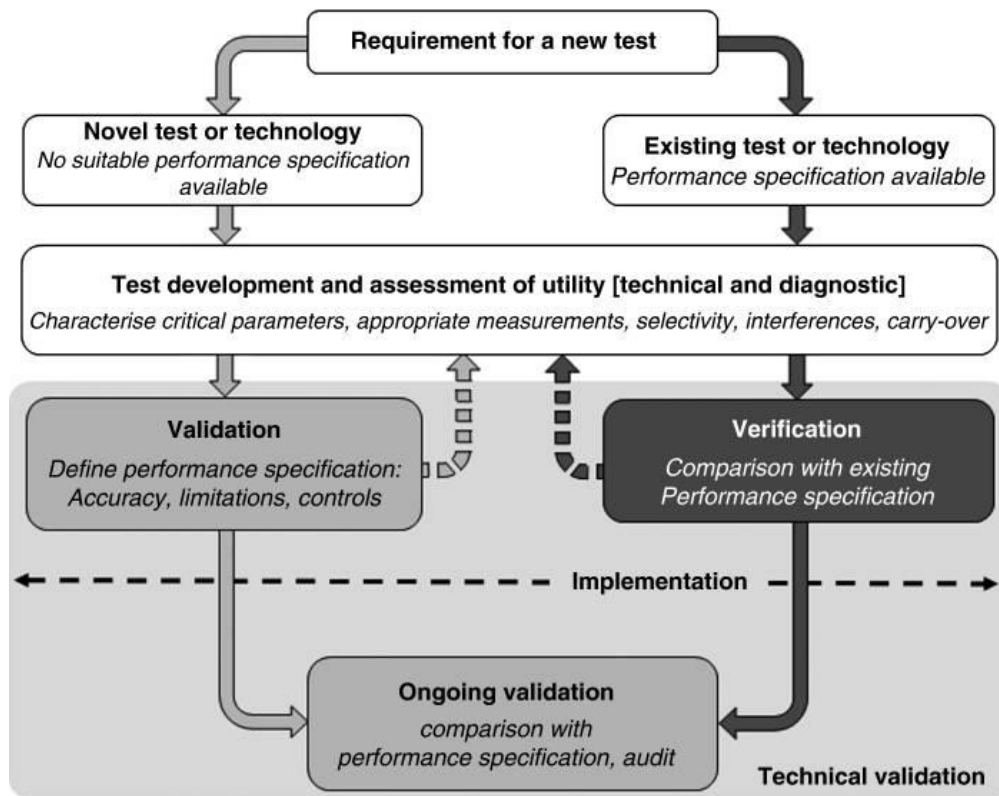 Requirement for a new test
Novel test or technology
No suitable performance specification
available
Existing test or technology
Performance specification available
Test development and assessment of utility [technical and diagnostic]
Characterise critical parameters, appropriate measurements, selectivity, interferences, carry-over
Validation
Define performance specification:
Accuracy, limitations, controls
Verification
Comparison with existing
Performance specification
Implementation
Ongoing validation
comparison with
performance specification, audit
Technical validation